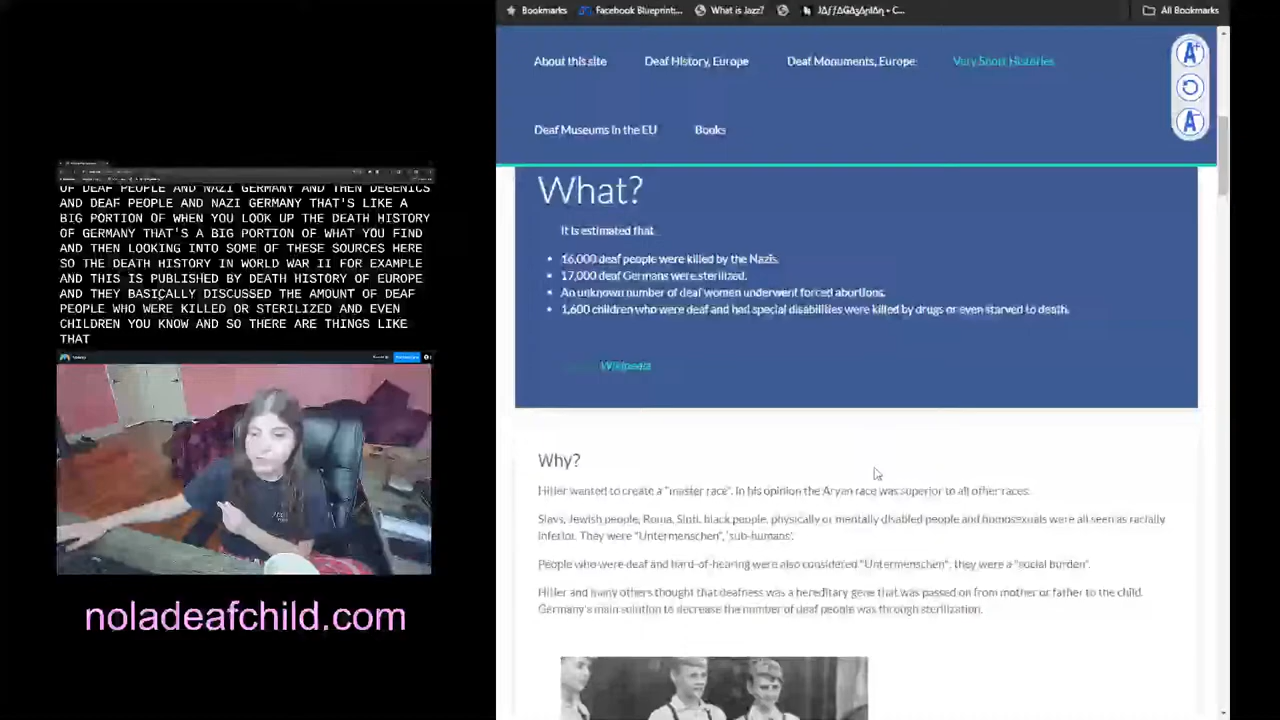 Bookmarks
Facebook Blueprint:...
What is Jazz?
All Bookmarks
About this site
Deaf History, Europe
Deaf Monuments, Europe
Very Short Histories
Deaf Museums in the EU
Books
OF DEAF PEOPLE AND NAZI GERMANY AND THEN DEGENICS
AND DEAF PEOPLE AND NAZI GERMANY THAT'S LIKE A
BIG PORTION OF WHEN YOU LOOK UP THE DEATH HISTORY
OF GERMANY THAT'S A BIG PORTION OF WHAT YOU FIND
AND THEN LOOKING INTO SOME OF THESE SOURCES HERE
SO THE DEATH HISTORY IN WORLD WAR II FOR EXAMPLE
AND THIS IS PUBLISHED BY DEATH HISTORY OF EUROPE
AND THEY BASICALLY DISCUSSED THE AMOUNT OF DEAF
PEOPLE WHO WERE KILLED OR STERILIZED AND EVEN
CHILDREN YOU KNOW AND SO THERE ARE THINGS LIKE
THAT
noladeafchild.com
What?
It is estimated that
16,000 deaf people were killed by the Nazis.
17,000 deaf Germans were sterilized.
An unknown number of deaf women underwent forced abortions.
1,600 children who were deaf and had special disabilities were killed by drugs or even starved to death.
Wikipedia
Why?
Hitler wanted to create a "master race". In his opinion the Aryan race was superior to all other races.
Slavs, Jewish people, Roma, Sinti, black people, physically or mentally disabled people and homosexuals were all seen as racially
inferior. They were "Untermenschen", 'sub-humans'.
People who were deaf and hard-of-hearing were also considered "Untermenschen", they were a "social burden".
Hitler and many others thought that deafness was a hereditary gene that was passed on from mother or father to the child.
Germany's main solution to decrease the number of deaf people was through sterilization.
A+
A-